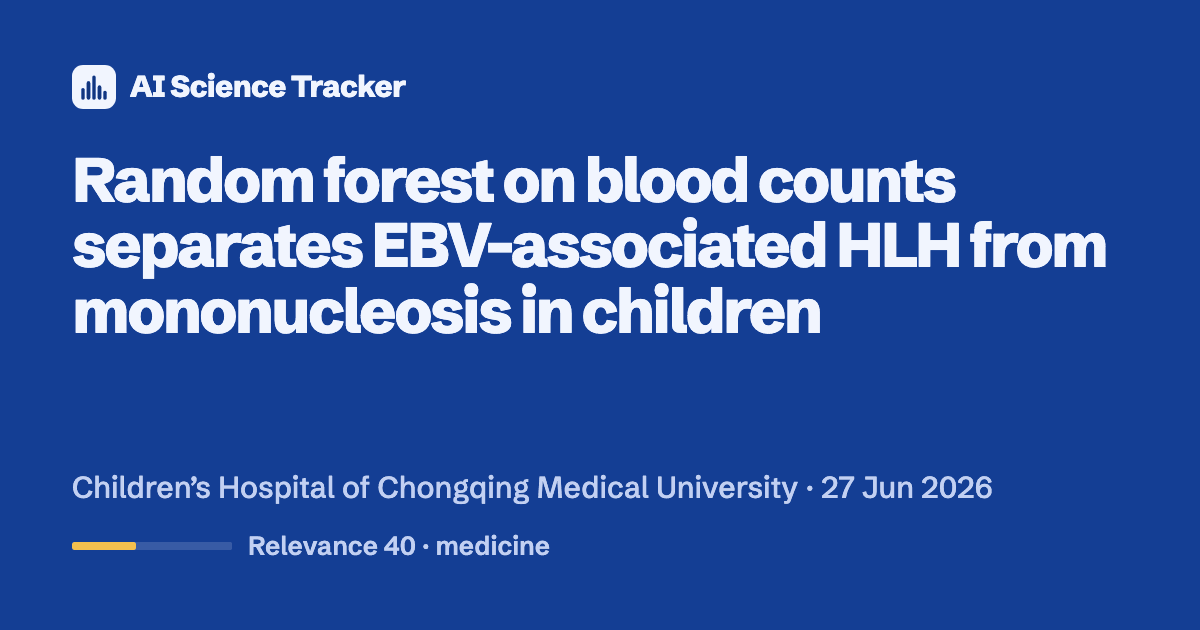 AI Science Tracker
Random forest on blood counts
separates EBV-associated HLH from
mononucleosis in children
Children’s Hospital of Chongqing Medical University · 27 Jun 2026
Relevance 40 · medicine